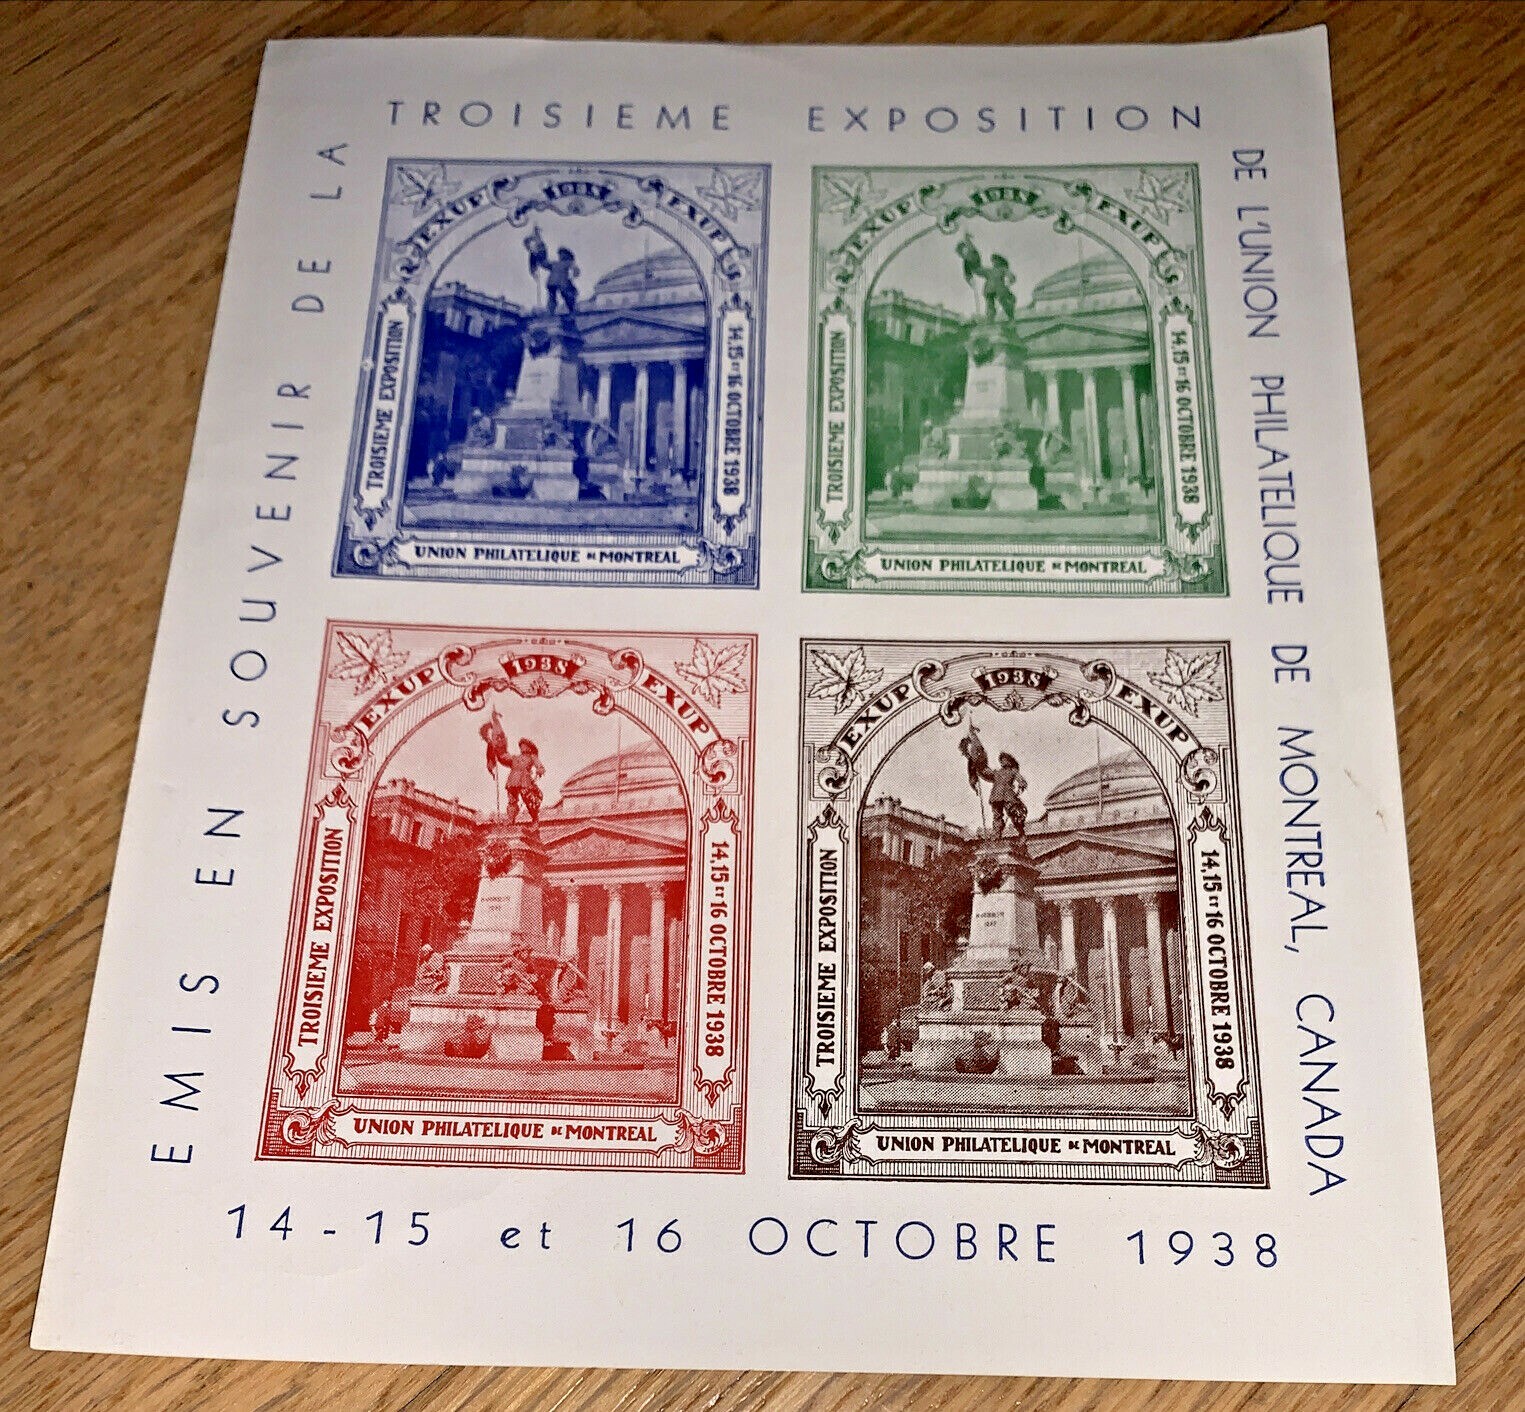 EMIS EN SOUVENIR DE LA
TROISIEME EXPOSITION
DE L'UNION PHILATELIQUE DE MONTREAL, CANADA
14-15 et 16 OCTOBRE 1938
EXUP 1938 EXUP
TROISIEME EXPOSITION
14,15 ET 16 OCTOBRE 1938
UNION PHILATELIQUE DE MONTREAL
EXUP 1938 EXUP
TROISIEME EXPOSITION
14,15 ET 16 OCTOBRE 1938
UNION PHILATELIQUE DE MONTREAL
EXUP 1938 EXUP
TROISIEME EXPOSITION
14,15 ET 16 OCTOBRE 1938
UNION PHILATELIQUE DE MONTREAL
EXUP 1938 EXUP
TROISIEME EXPOSITION
14,15 ET 16 OCTOBRE 1938
UNION PHILATELIQUE DE MONTREAL